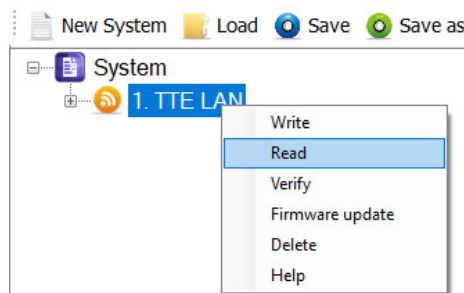 New System Load Save Save as
System
1. TTE LAN
Write
Read
Verify
Firmware update
Delete
Help